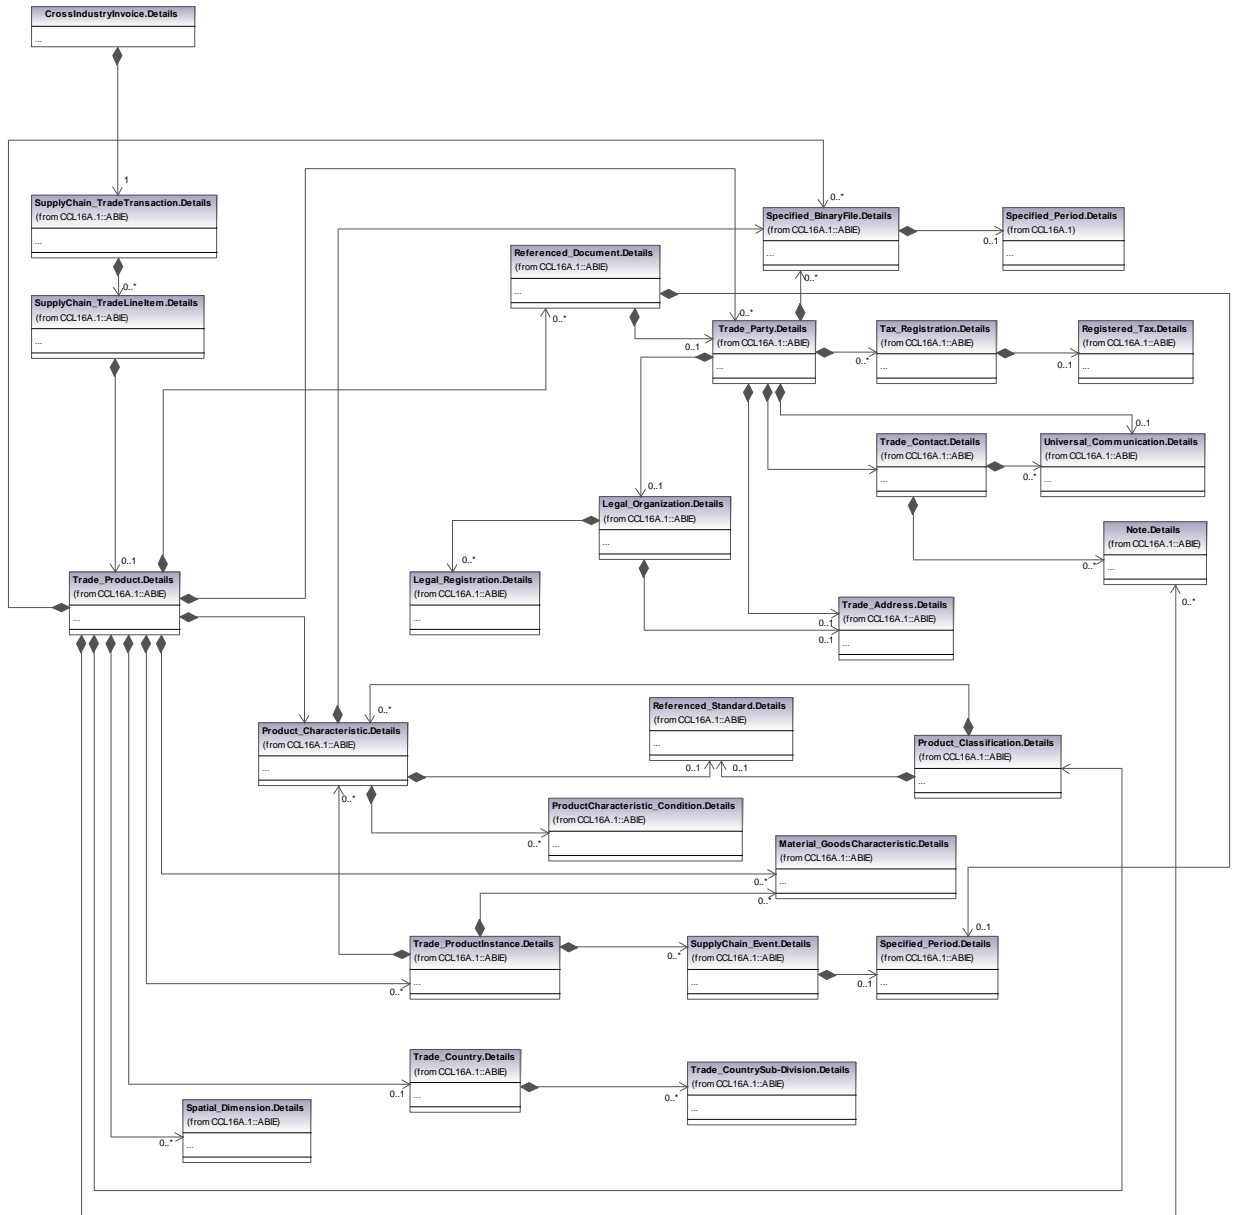 CrossIndustryInvoice.Details
...
1
SupplyChain_TradeTransaction.Details
(from CCL16A.1::ABIE)
...
0..*
SupplyChain_TradeLineItem.Details
(from CCL16A.1::ABIE)
...
0..*
Specified_BinaryFile.Details
(from CCL16A.1::ABIE)
...
0..1
Specified_Period.Details
(from CCL16A.1)
...
Referenced_Document.Details
(from CCL16A.1::ABIE)
...
0..*
0..1
0..*
0..*
Trade_Party.Details
(from CCL16A.1::ABIE)
...
0..*
Tax_Registration.Details
(from CCL16A.1::ABIE)
...
0..1
Registered_Tax.Details
(from CCL16A.1::ABIE)
...
0..1
Trade_Contact.Details
(from CCL16A.1::ABIE)
...
0..*
Universal_Communication.Details
(from CCL16A.1::ABIE)
...
0..1
Legal_Organization.Details
(from CCL16A.1::ABIE)
...
0..*
Note.Details
(from CCL16A.1::ABIE)
...
0..*
0..1
Trade_Product.Details
(from CCL16A.1::ABIE)
...
0..*
Legal_Registration.Details
(from CCL16A.1::ABIE)
...
Trade_Address.Details
(from CCL16A.1::ABIE)
...
0..1
0..1
0..*
Product_Characteristic.Details
(from CCL16A.1::ABIE)
...
0..*
Referenced_Standard.Details
(from CCL16A.1::ABIE)
...
0..1
0..1
Product_Classification.Details
(from CCL16A.1::ABIE)
...
0..*
ProductCharacteristic_Condition.Details
(from CCL16A.1::ABIE)
...
0..*
Material_GoodsCharacteristic.Details
(from CCL16A.1::ABIE)
...
0..*
0..*
Trade_ProductInstance.Details
(from CCL16A.1::ABIE)
...
0..*
0..*
SupplyChain_Event.Details
(from CCL16A.1::ABIE)
...
0..1
0..1
Specified_Period.Details
(from CCL16A.1::ABIE)
...
Trade_Country.Details
(from CCL16A.1::ABIE)
...
0..1
0..*
Trade_CountrySub-Division.Details
(from CCL16A.1::ABIE)
...
Spatial_Dimension.Details
(from CCL16A.1::ABIE)
...
0..*